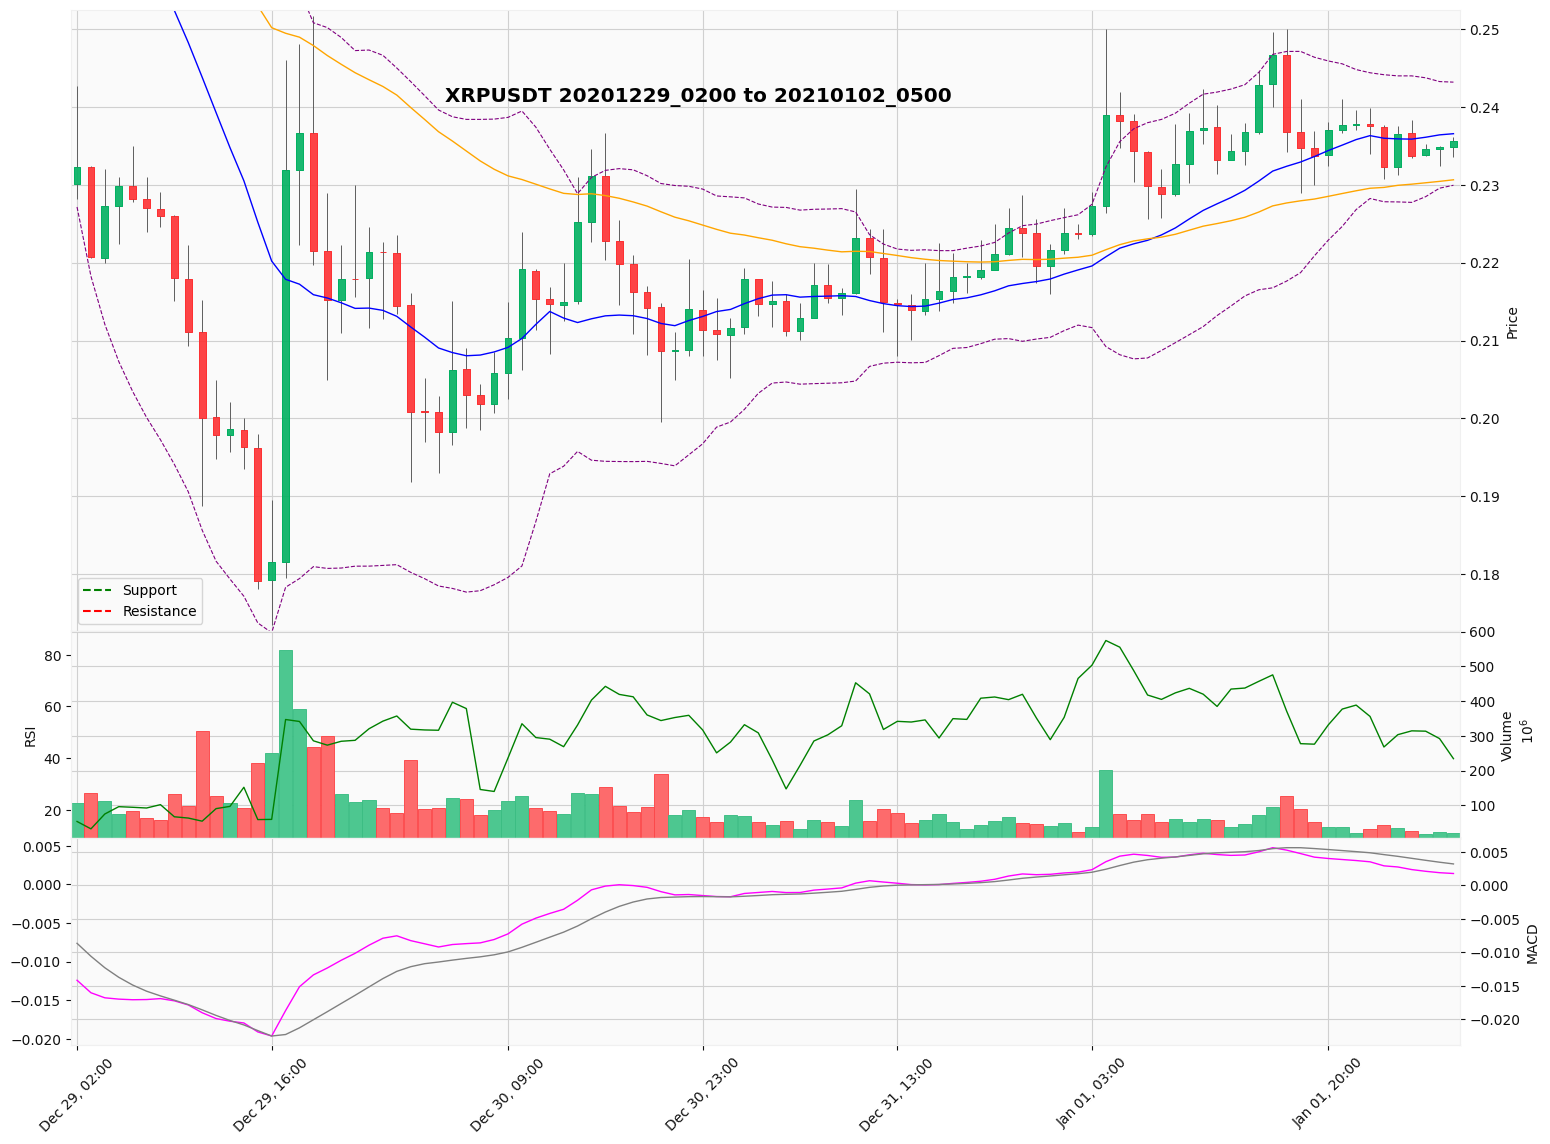 XRPUSDT 20201229_0200 to 20210102_0500
0.25
0.24
0.23
0.22
0.21
0.20
0.19
0.18
Price
Support
Resistance
80
60
40
20
RSI
600
500
400
300
200
100
Volume
10^6
0.005
0.000
−0.005
−0.010
−0.015
−0.020
0.005
0.000
−0.005
−0.010
−0.015
−0.020
MACD
Dec 29, 02:00
Dec 29, 16:00
Dec 30, 09:00
Dec 30, 23:00
Dec 31, 13:00
Jan 01, 03:00
Jan 01, 20:00